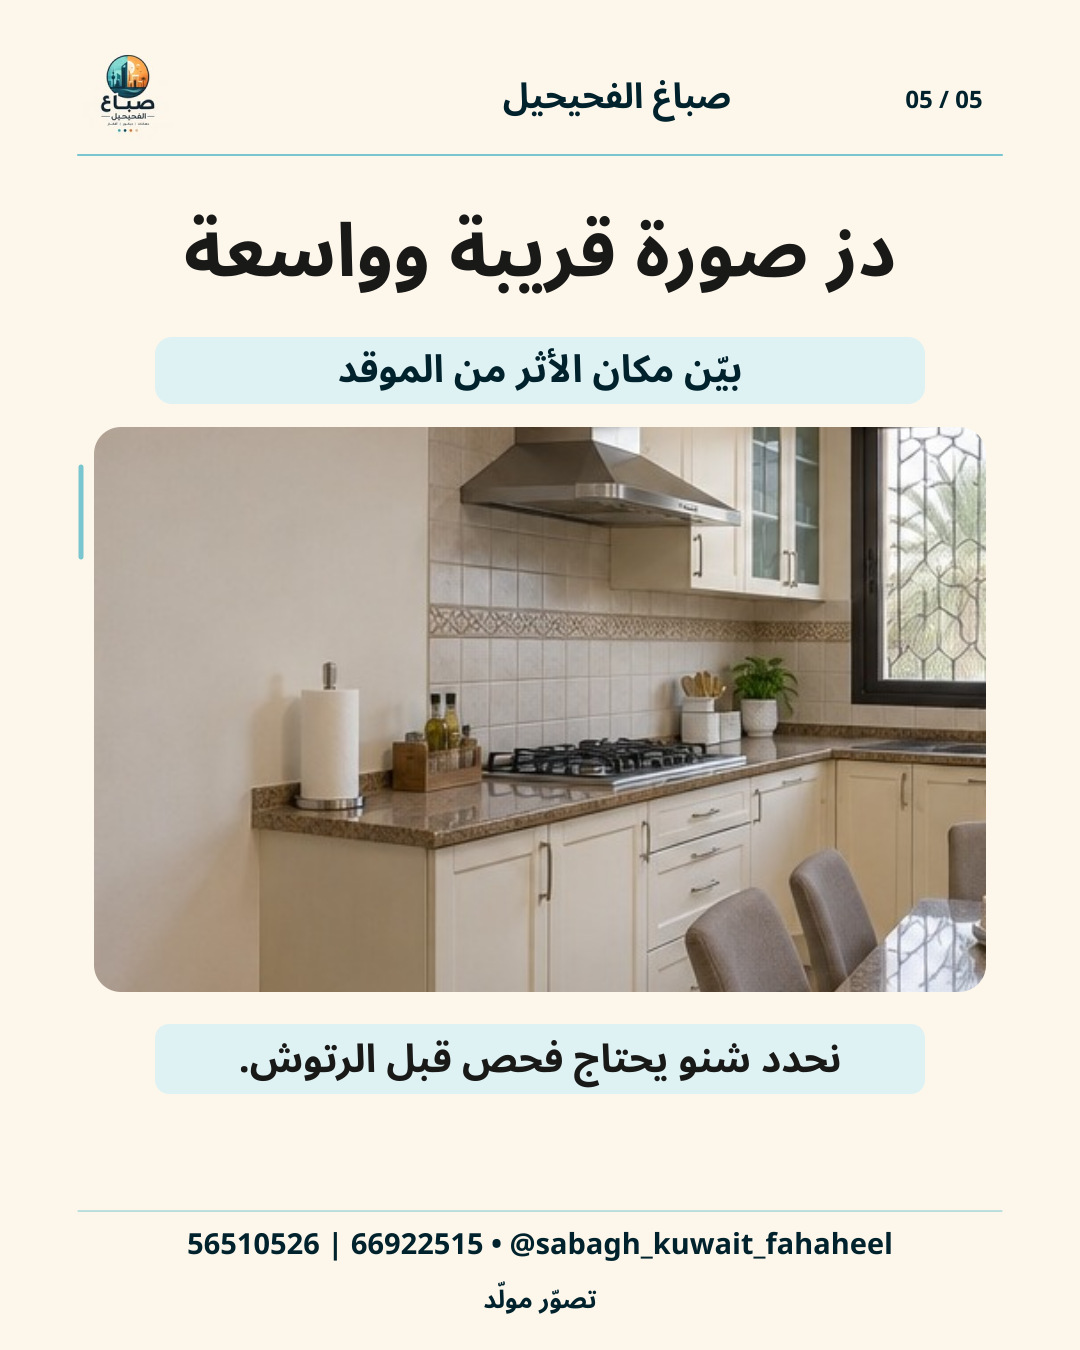 صباغ الفحيحيل
05 / 05
صباغ
الفحيحيل
دز صورة قريبة وواسعة
بيّن مكان الأثر من الموقد
نحدد شنو يحتاج فحص قبل الرتوش.
56510526 | 66922515 • @sabagh_kuwait_fahaheel
تصوّر مولّد